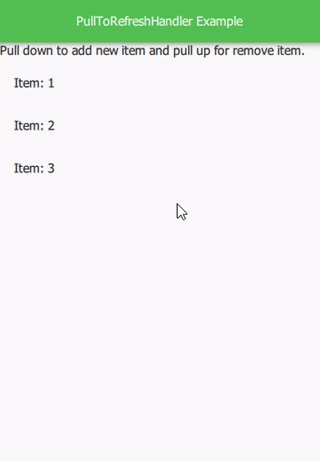 PullToRefreshHandler Example
Pull down to add new item and pull up for remove item.
Item: 1
Item: 2
Item: 3